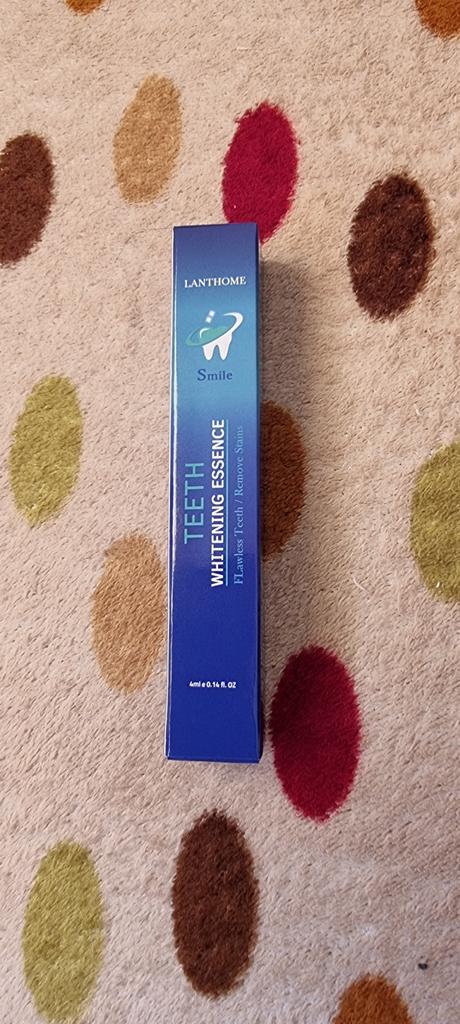 LANTHOME
Smile
TEETH
WHITENING ESSENCE
FLawless Teeth / Remove Stains
4ml e 0.14 fl. OZ